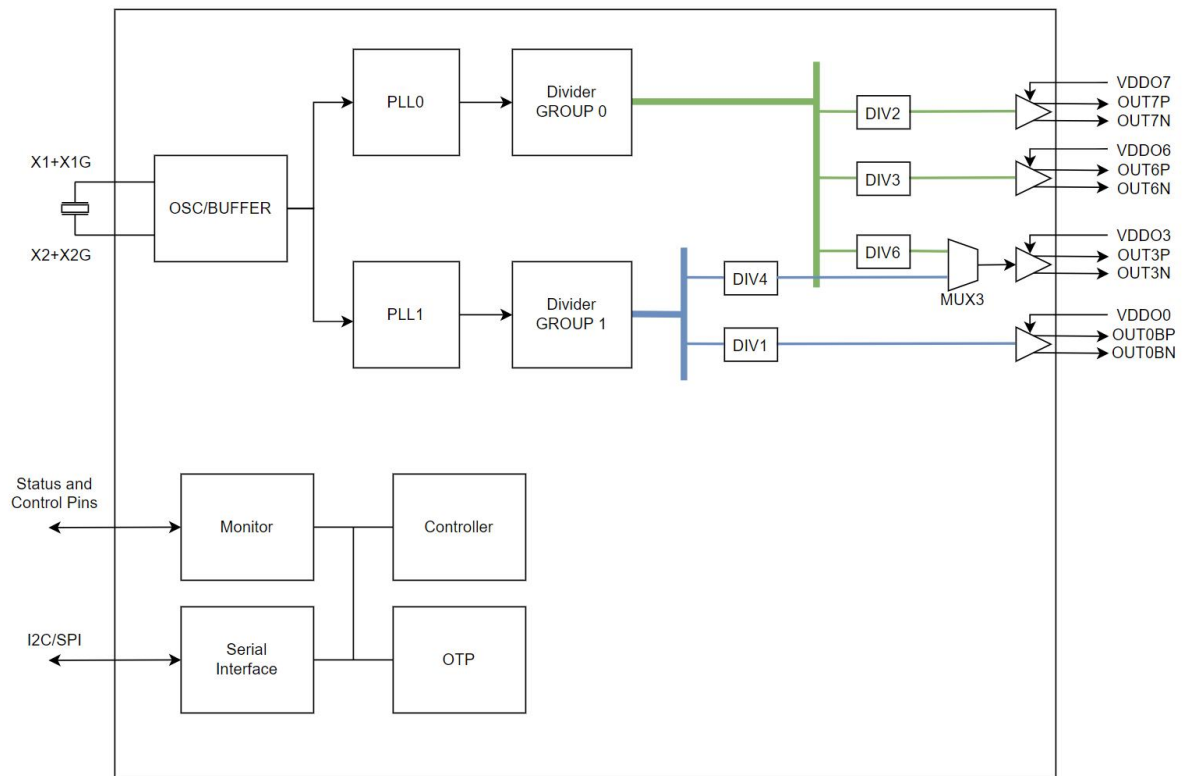 X1+X1G
X2+X2G
OSC/BUFFER
PLL0
Divider
GROUP 0
PLL1
Divider
GROUP 1
DIV2
DIV3
DIV6
DIV4
MUX3
DIV1
VDDO7
OUT7P
OUT7N
VDDO6
OUT6P
OUT6N
VDDO3
OUT3P
OUT3N
VDDO0
OUT0BP
OUT0BN
Status and
Control Pins
Monitor
Controller
I2C/SPI
Serial
Interface
OTP